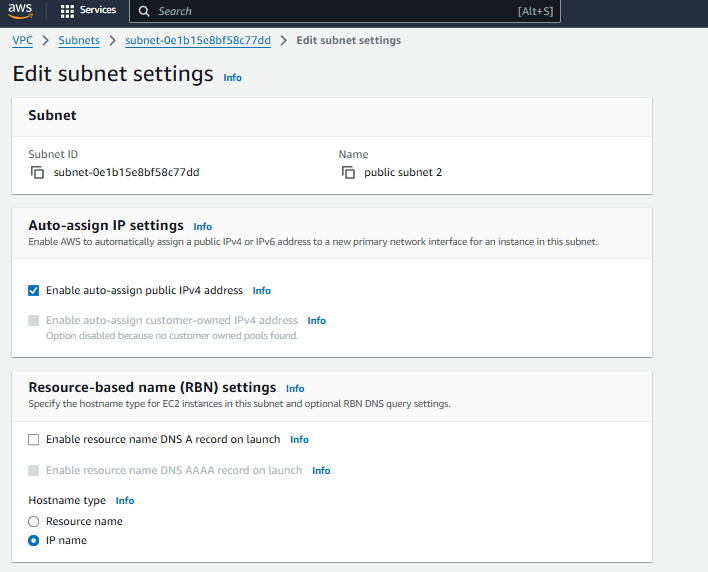 aws Services Search [Alt+S]
VPC > Subnets > subnet-0e1b15e8bf58c77dd > Edit subnet settings
Edit subnet settings Info
Subnet
Subnet ID Name
subnet-0e1b15e8bf58c77dd public subnet 2
Auto-assign IP settings Info
Enable AWS to automatically assign a public IPv4 or IPv6 address to a new primary network interface for an instance in this subnet.
Enable auto-assign public IPv4 address Info
Enable auto-assign customer-owned IPv4 address Info
Option disabled because no customer owned pools found.
Resource-based name (RBN) settings Info
Specify the hostname type for EC2 instances in this subnet and optional RBN DNS query settings.
Enable resource name DNS A record on launch Info
Enable resource name DNS AAAA record on launch Info
Hostname type Info
Resource name
IP name